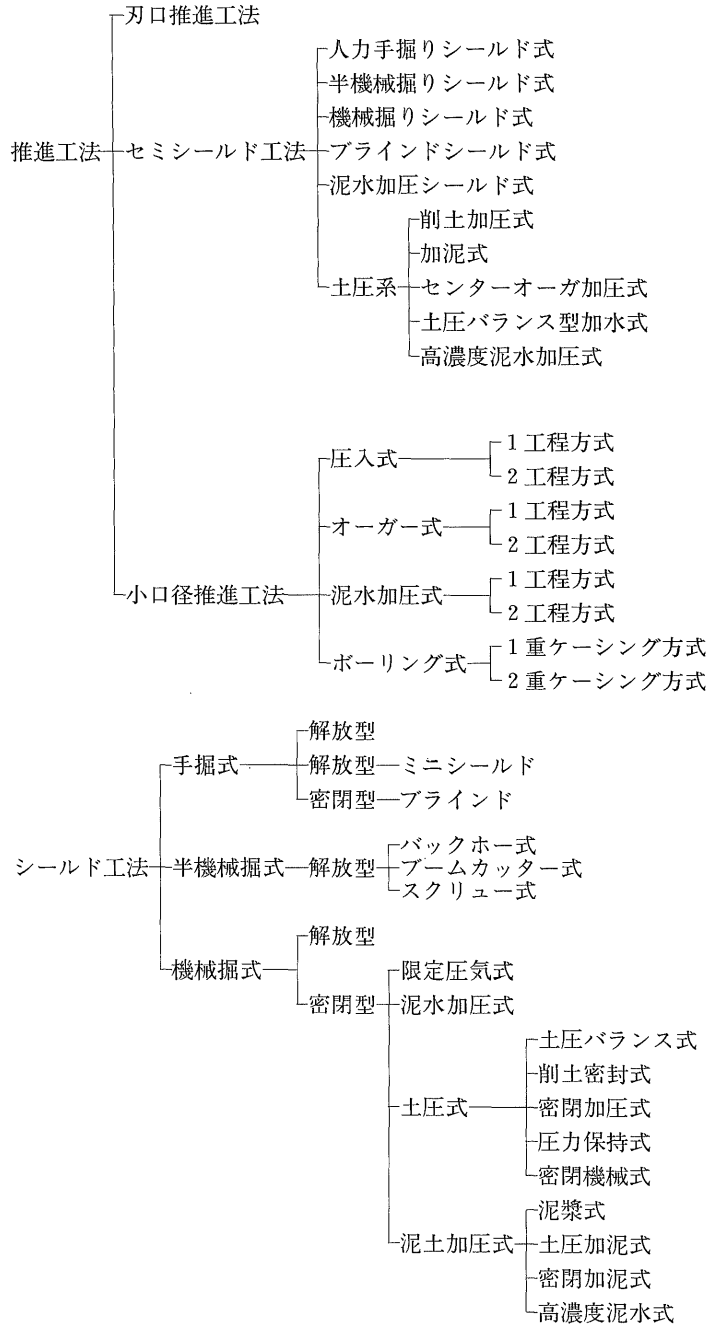 刃口推進工法
人力手掘りシールド式
半機械掘りシールド式
機械掘りシールド式
推進工法 セミシールド工法 ブラインドシールド式
泥水加圧シールド式
削土加圧式
加泥式
土圧系 センターオーガ加圧式
土圧バランス型加水式
高濃度泥水加圧式
1工程方式
圧入式
2工程方式
1工程方式
オーガー式
2工程方式
1工程方式
小口径推進工法 泥水加圧式
2工程方式
1重ケーシング方式
ボーリング式
2重ケーシング方式
解放型
手掘式 解放型 ミニシールド
密閉型 ブラインド
バックホー式
シールド工法 半機械掘式 解放型 ブームカッター式
スクリュー式
解放型
機械掘式 限定圧気式
密閉型 泥水加圧式
土圧バランス式
削土密封式
土圧式 密閉加圧式
圧力保持式
密閉機械式
泥漿式
泥土加圧式 土圧加泥式
密閉加泥式
高濃度泥水式